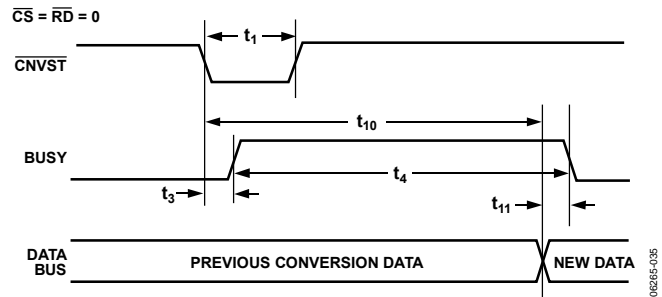 CS = RD = 0
t1
CNVST
t10
BUSY
t4
t3
t11
DATA
BUS
PREVIOUS CONVERSION DATA
NEW DATA
06265-035